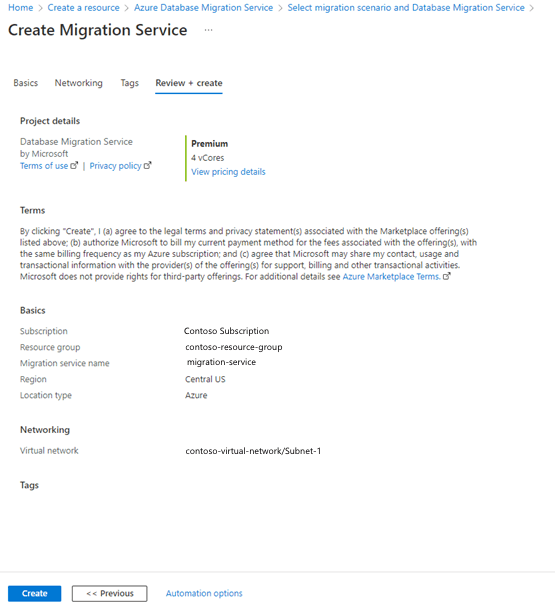 Home > Create a resource > Azure Database Migration Service > Select migration scenario and Database Migration Service >
Create Migration Service ...
Basics Networking Tags Review + create
Project details
Database Migration Service
by Microsoft
Terms of use | Privacy policy
Premium
4 vCores
View pricing details
Terms
By clicking "Create", I (a) agree to the legal terms and privacy statement(s) associated with the Marketplace offering(s)
listed above; (b) authorize Microsoft to bill my current payment method for the fees associated with the offering(s), with
the same billing frequency as my Azure subscription; and (c) agree that Microsoft may share my contact, usage and
transactional information with the provider(s) of the offering(s) for support, billing and other transactional activities.
Microsoft does not provide rights for third-party offerings. For additional details see Azure Marketplace Terms.
Basics
Subscription Contoso Subscription
Resource group contoso-resource-group
Migration service name migration-service
Region Central US
Location type Azure
Networking
Virtual network contoso-virtual-network/Subnet-1
Tags
Create << Previous Automation options